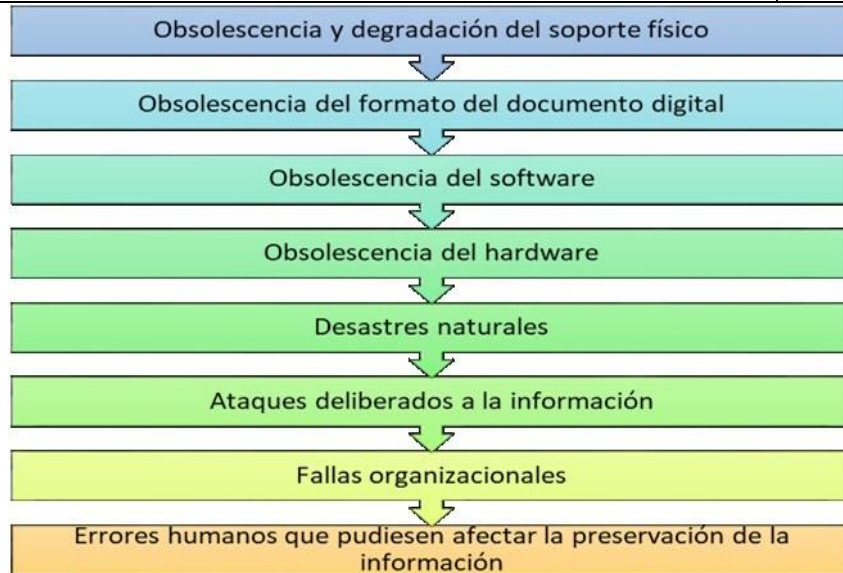 Obsolescencia y degradación del soporte físico
Obsolescencia del formato del documento digital
Obsolescencia del software
Obsolescencia del hardware
Desastres naturales
Ataques deliberados a la información
Fallas organizacionales
Errores humanos que pudiesen afectar la preservación de la
información